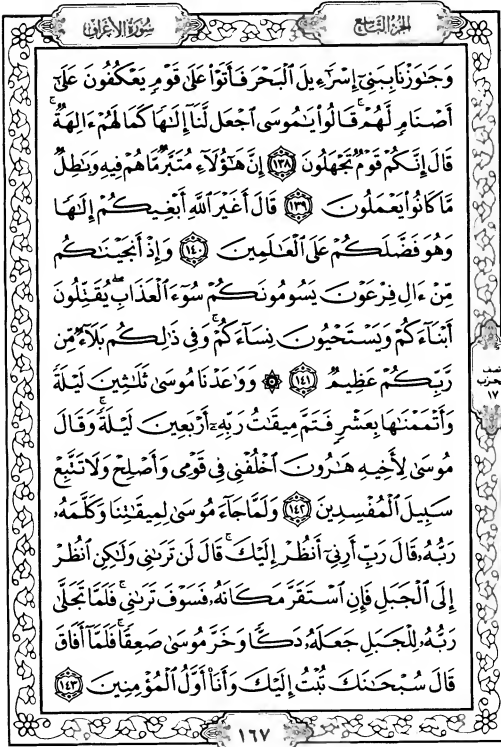 الجزء التاسع
سورة الأعراف
وَجَٰوَزْنَا بِبَنِىٓ إِسْرَٰٓءِيلَ ٱلْبَحْرَ فَأَتَوْا۟ عَلَىٰ قَوْمٍ يَعْكُفُونَ عَلَىٰٓ
أَصْنَامٍ لَّهُمْ ۚ قَالُوا۟ يَٰمُوسَى ٱجْعَل لَّنَآ إِلَٰهًا كَمَا لَهُمْ ءَالِهَةٌ ۚ
قَالَ إِنَّكُمْ قَوْمٌ تَجْهَلُونَ ١٣٨ إِنَّ هَٰٓؤُلَآءِ مُتَبَّرٌ مَّا هُمْ فِيهِ وَبَٰطِلٌ
مَّا كَانُوا۟ يَعْمَلُونَ ١٣٩ قَالَ أَغَيْرَ ٱللَّهِ أَبْغِيكُمْ إِلَٰهًا
وَهُوَ فَضَّلَكُمْ عَلَى ٱلْعَٰلَمِينَ ١٤٠ وَإِذْ أَنجَيْنَٰكُم
مِّنْ ءَالِ فِرْعَوْنَ يَسُومُونَكُمْ سُوٓءَ ٱلْعَذَابِ ۖ يُقَتِّلُونَ
أَبْنَآءَكُمْ وَيَسْتَحْيُونَ نِسَآءَكُمْ ۚ وَفِى ذَٰلِكُم بَلَآءٌ مِّن
رَّبِّكُمْ عَظِيمٌ ١٤١ ۞ وَوَٰعَدْنَا مُوسَىٰ ثَلَٰثِينَ لَيْلَةً
وَأَتْمَمْنَٰهَا بِعَشْرٍ فَتَمَّ مِيقَٰتُ رَبِّهِۦٓ أَرْبَعِينَ لَيْلَةً ۚ وَقَالَ
مُوسَىٰ لِأَخِيهِ هَٰرُونَ ٱخْلُفْنِى فِى قَوْمِى وَأَصْلِحْ وَلَا تَتَّبِعْ
سَبِيلَ ٱلْمُفْسِدِينَ ١٤٢ وَلَمَّا جَآءَ مُوسَىٰ لِمِيقَٰتِنَا وَكَلَّمَهُۥ
رَبُّهُۥ قَالَ رَبِّ أَرِنِىٓ أَنظُرْ إِلَيْكَ ۚ قَالَ لَن تَرَىٰنِى وَلَٰكِنِ ٱنظُرْ
إِلَى ٱلْجَبَلِ فَإِنِ ٱسْتَقَرَّ مَكَانَهُۥ فَسَوْفَ تَرَىٰنِى ۚ فَلَمَّا تَجَلَّىٰ
رَبُّهُۥ لِلْجَبَلِ جَعَلَهُۥ دَكًّا وَخَرَّ مُوسَىٰ صَعِقًا ۚ فَلَمَّآ أَفَاقَ
قَالَ سُبْحَٰنَكَ تُبْتُ إِلَيْكَ وَأَنَا۠ أَوَّلُ ٱلْمُؤْمِنِينَ ١٤٣
نصف
الحزب
١٧
١٦٧